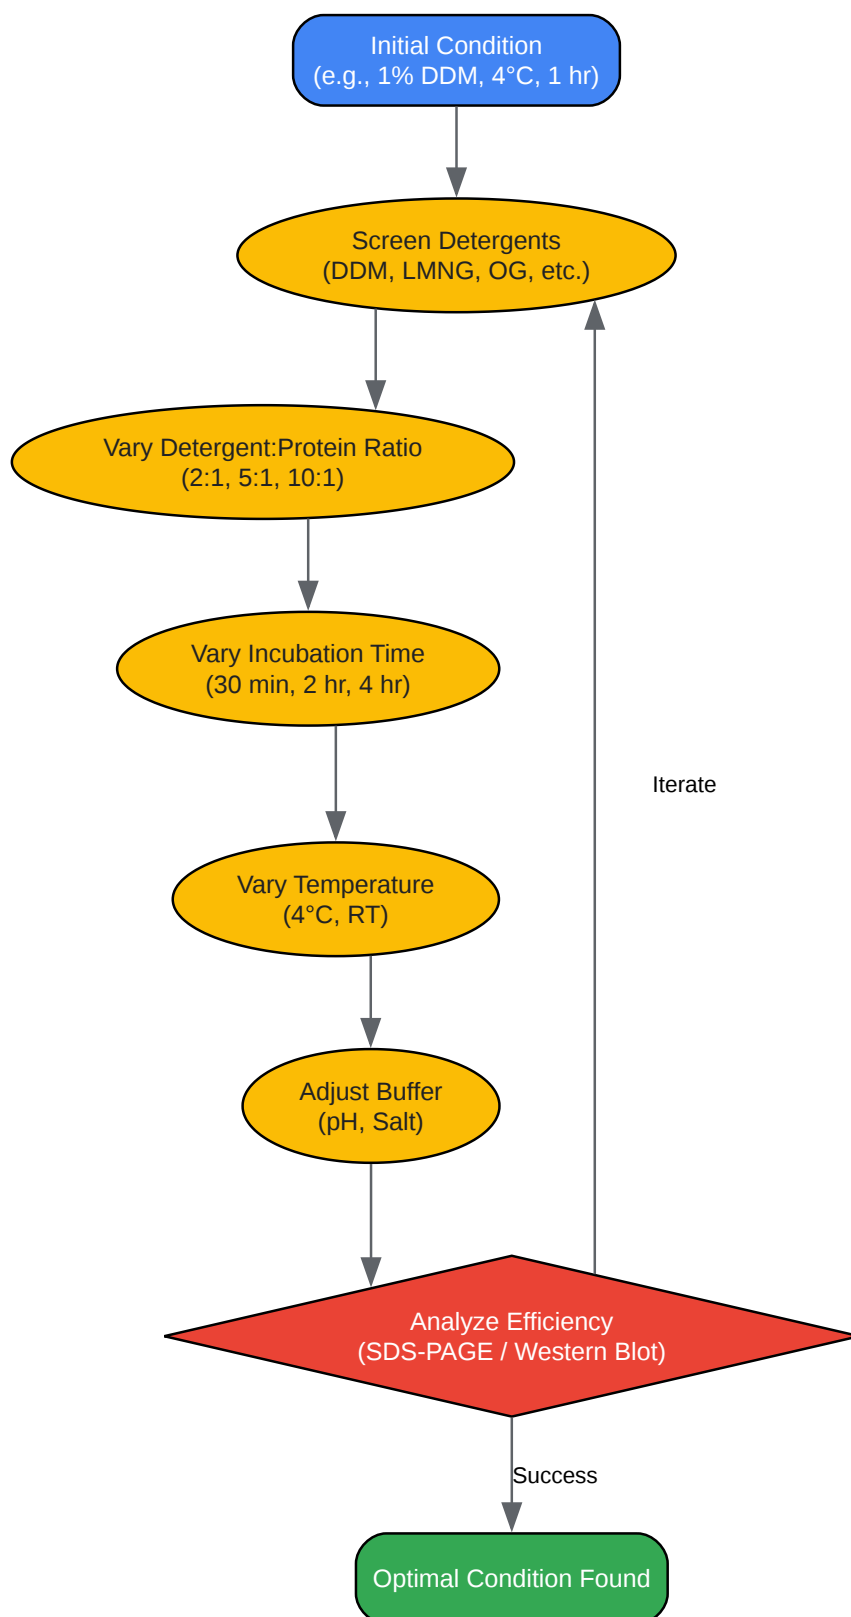 Initial Condition
(e.g., 1% DDM, 4°C, 1 hr)
Screen Detergents
(DDM, LMNG, OG, etc.)
Vary Detergent:Protein Ratio
(2:1, 5:1, 10:1)
Vary Incubation Time
(30 min, 2 hr, 4 hr)
Iterate
Vary Temperature
(4°C, RT)
Adjust Buffer
(pH, Salt)
Analyze Efficiency
(SDS-PAGE / Western Blot)
Success
Optimal Condition Found